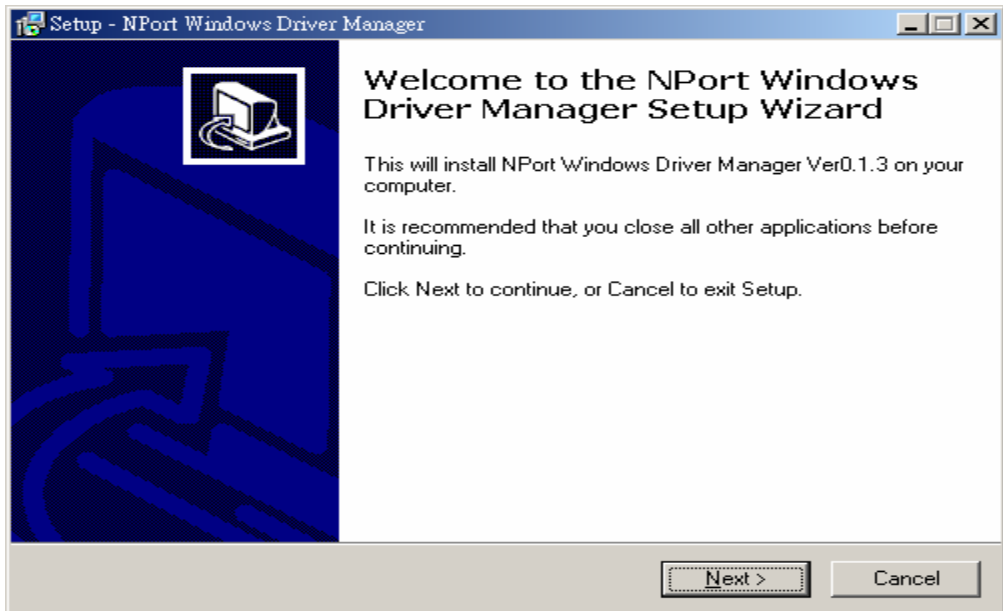 Setup - NPort Windows Driver Manager
Welcome to the NPort Windows
Driver Manager Setup Wizard
This will install NPort Windows Driver Manager Ver0.1.3 on your
computer.
It is recommended that you close all other applications before
continuing.
Click Next to continue, or Cancel to exit Setup.
Next >
Cancel